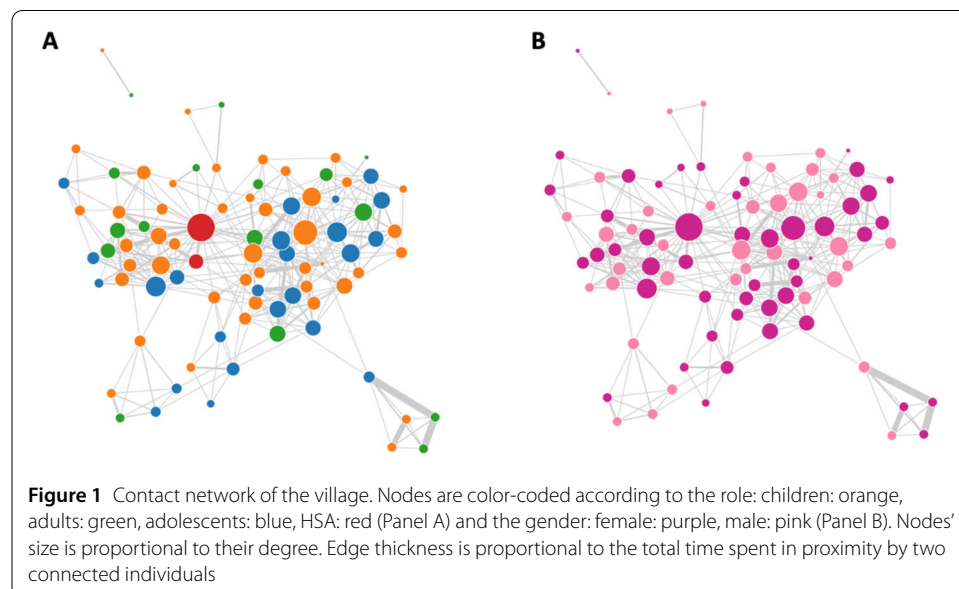 A
B
Figure 1 Contact network of the village. Nodes are color-coded according to the role: children: orange,
adults: green, adolescents: blue, HSA: red (Panel A) and the gender: female: purple, male: pink (Panel B). Nodes’
size is proportional to their degree. Edge thickness is proportional to the total time spent in proximity by two
connected individuals